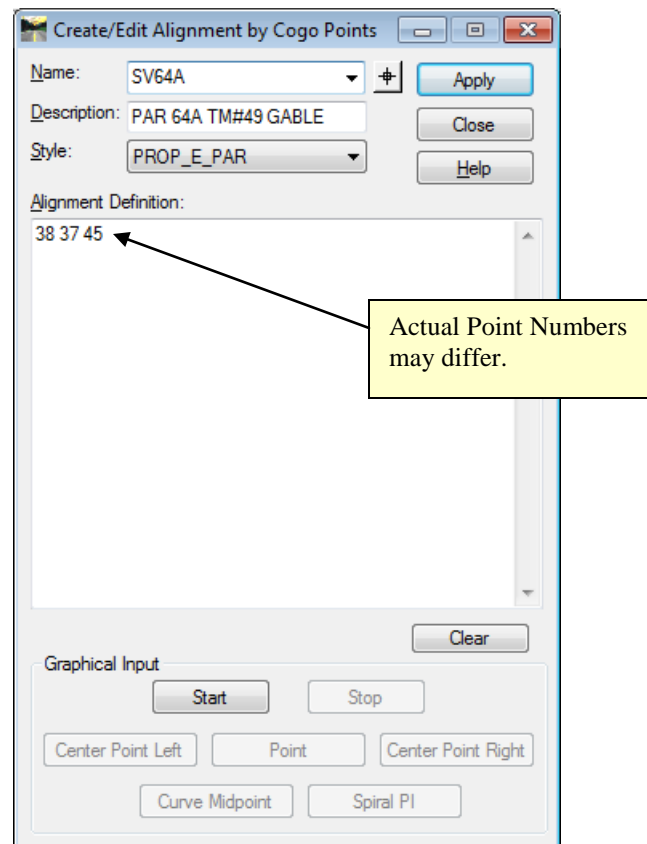 Create/Edit Alignment by Cogo Points
Name: SV64A Apply
Description: PAR 64A TM#49 GABLE Close
Style: PROP_E_PAR Help
Alignment Definition:
38 37 45
Actual Point Numbers
may differ.
Clear
Graphical Input
Start Stop
Center Point Left Point Center Point Right
Curve Midpoint Spiral PI